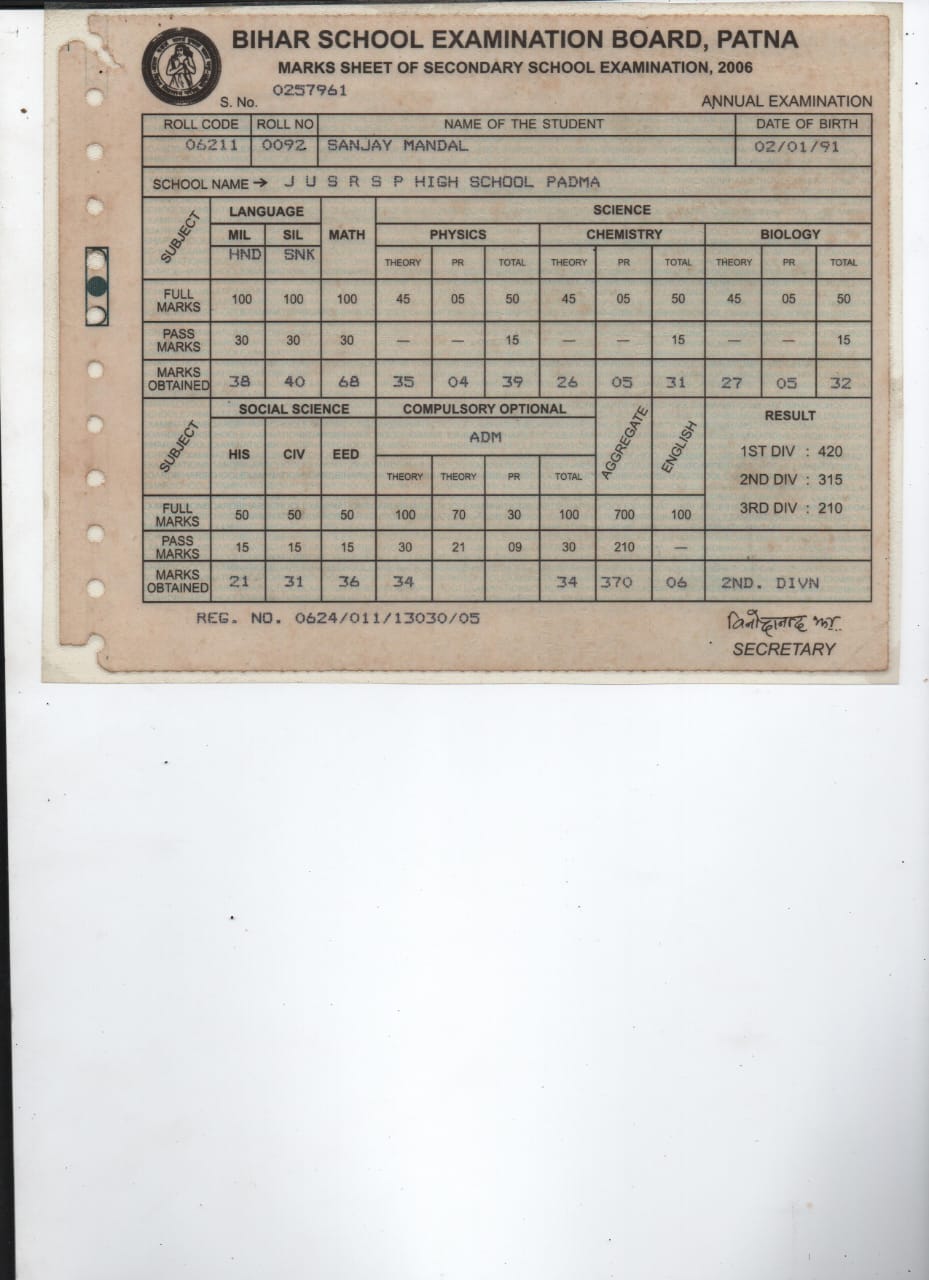 BIHAR SCHOOL EXAMINATION BOARD, PATNA
MARKS SHEET OF SECONDARY SCHOOL EXAMINATION, 2006
S. No. 0257961
ANNUAL EXAMINATION
ROLL CODE ROLL NO NAME OF THE STUDENT DATE OF BIRTH
06211 0092 SANJAY MANDAL 02/01/91
SCHOOL NAME → J U S R S P HIGH SCHOOL PADMA
SUBJECT LANGUAGE MATH SCIENCE
MIL SIL PHYSICS CHEMISTRY BIOLOGY
HND SNK THEORY PR TOTAL THEORY PR TOTAL THEORY PR TOTAL
FULL MARKS 100 100 100 45 05 50 45 05 50 45 05 50
PASS MARKS 30 30 30 — — 15 — — 15 — — 15
MARKS OBTAINED 38 40 68 35 04 39 26 05 31 27 05 32
SUBJECT SOCIAL SCIENCE COMPULSORY OPTIONAL AGGREGATE ENGLISH RESULT
HIS CIV EED ADM
THEORY THEORY PR TOTAL
1ST DIV : 420
2ND DIV : 315
3RD DIV : 210
FULL MARKS 50 50 50 100 70 30 100 700 100
PASS MARKS 15 15 15 30 21 09 30 210 —
MARKS OBTAINED 21 31 36 34 34 370 06 2ND. DIVN
REG. NO. 0624/011/13030/05
विनोदानन्द झा
SECRETARY